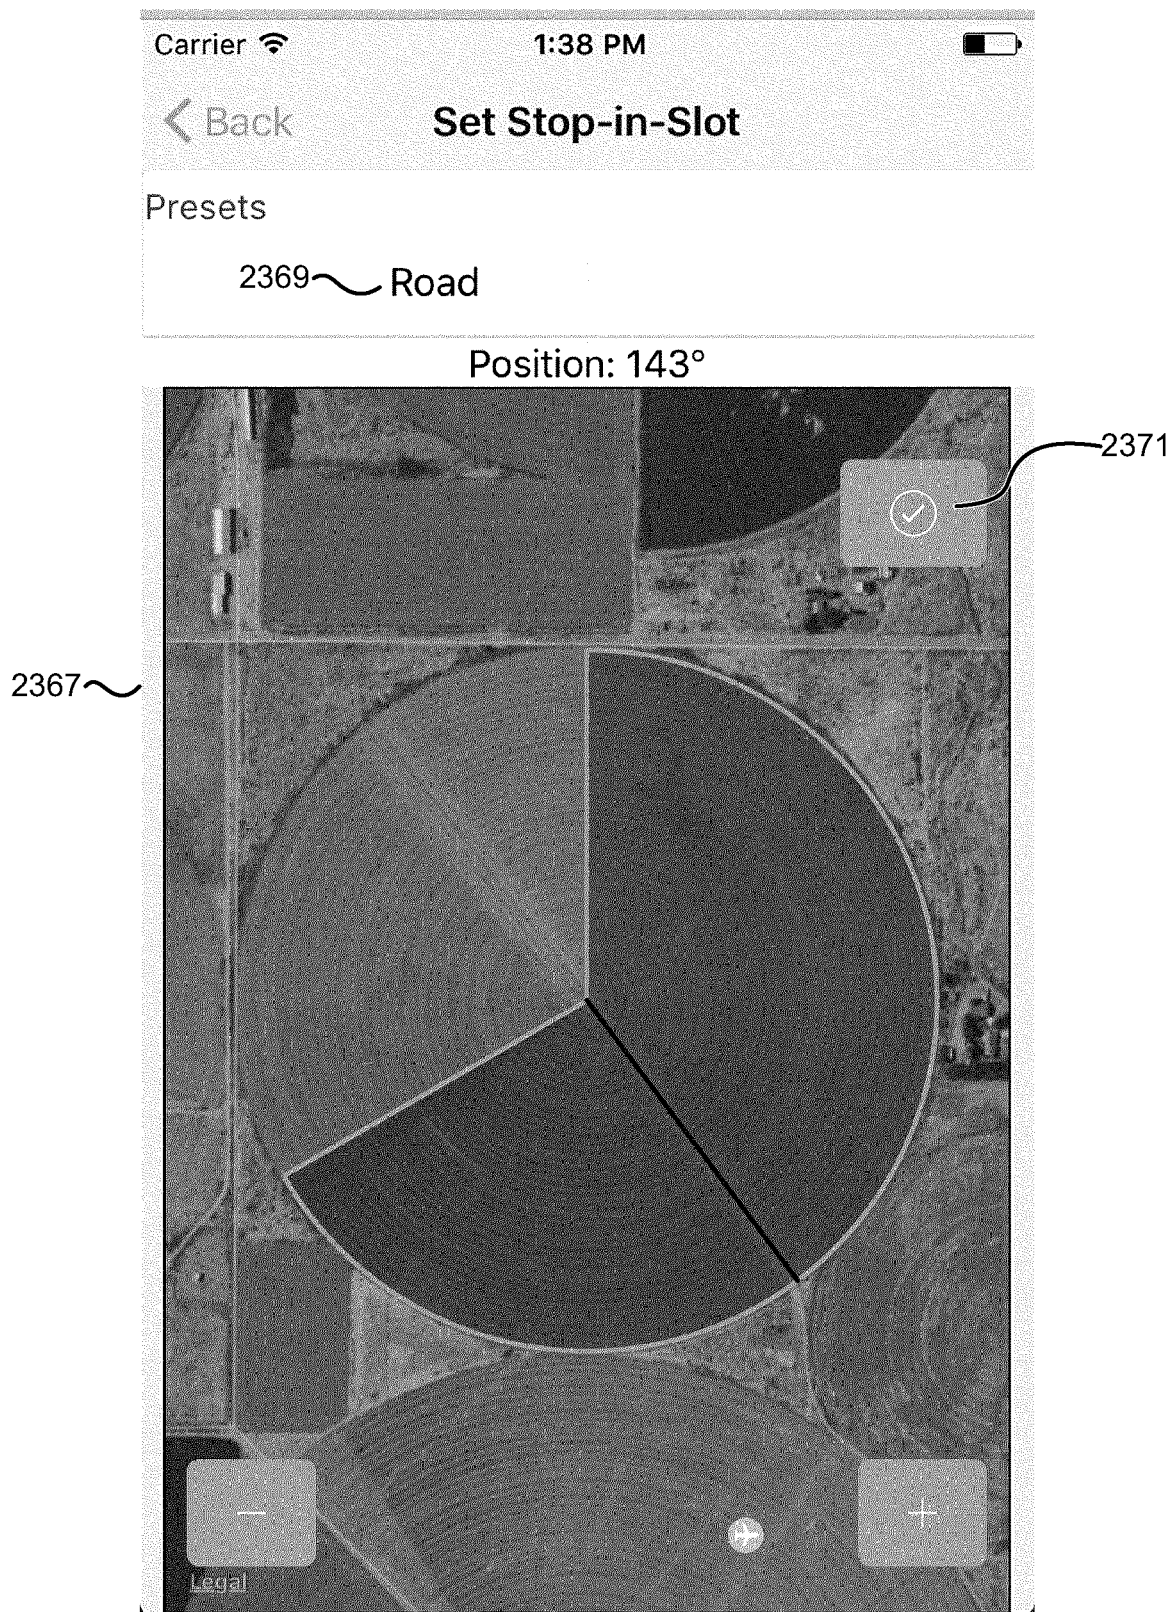 Carrier 1:38 PM
Back Set Stop-in-Slot
Presets
2369 Road
Position: 143°
2371
2367
Legal